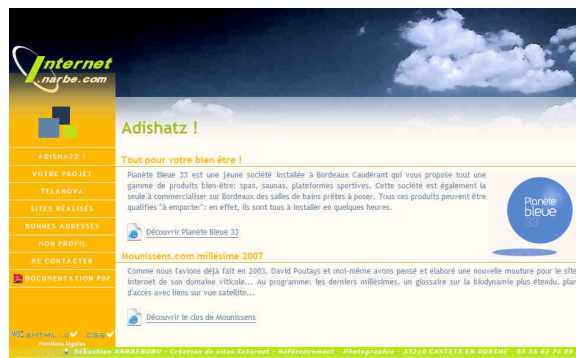 Internet
.narbe.com
Adishatz !
ADISHATZ !
VOTRE PROJET
TELANOVA
SITES RÉALISÉS
BONNES ADRESSES
MON PROFIL
ME CONTACTER
DOCUMENTATION PDF
Tout pour votre bien être !
Planète Bleue 33 est une jeune société installée à Bordeaux Caudérant qui vous propose tout une
gamme de produits bien-être: spas, saunas, plateformes sportives. Cette société est également la
seule à commercialiser sur Bordeaux des salles de bains prêtes à poser. Tous ces produits peuvent être
qualifiés "à emporter": en effet, ils sont tous à installer en quelques heures.
Planète
bleue
33
Découvrir Planète Bleue 33
Mounissens.com millésime 2007
Comme nous l'avions déjà fait en 2003, David Poutays et moi-même avons pensé et élaboré une nouvelle mouture pour le site
internet de son domaine viticole... Au programme: les derniers millésimes, un glossaire sur la biodynamie plus étendu, plan
d'accès avec liens sur vue satellite...
Découvrir le clos de Mounissens
W3C XHTML 1.0 CSS
Mentions légales
Sébastien NARBEBURU - Création de sites Internet - Référencement - Photographie - 33210 CASTETS EN DORTHE - 05 56 62 76 09